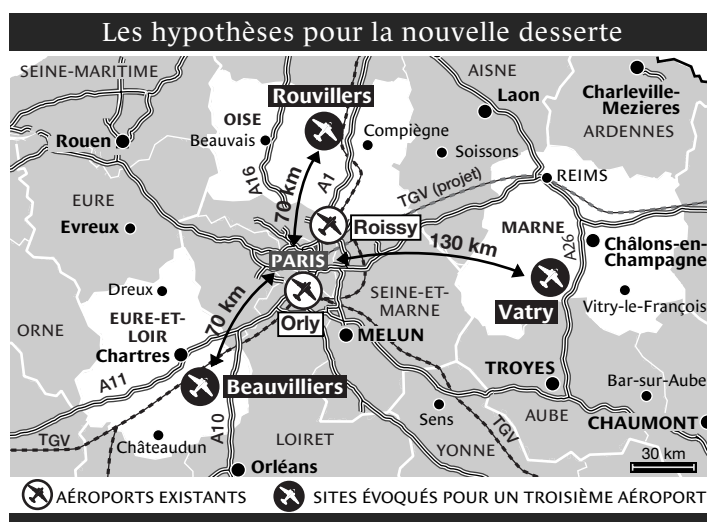 Les hypothèses pour la nouvelle desserte
SEINE-MARITIME
AISNE
Rouvillers
Laon
Charleville-
Mezieres
ARDENNES
OISE
Beauvais
Compiègne
Rouen
Soissons
A16
A1
70 km
TGV (projet)
REIMS
EURE
Evreux
Roissy
MARNE
130 km
A26
Châlons-en-
Champagne
PARIS
Dreux
SEINE-ET-
MARNE
Vatry
Vitry-le-François
ORNE
EURE-ET-
LOIR
70 km
Orly
MELUN
Chartres
A11
Beauvilliers
TROYES
Bar-sur-Aube
Sens
AUBE
CHAUMONT
TGV
Châteaudun
A10
LOIRET
TGV
YONNE
Orléans
30 km
AÉROPORTS EXISTANTS
SITES ÉVOQUÉS POUR UN TROISIÈME AÉROPORT